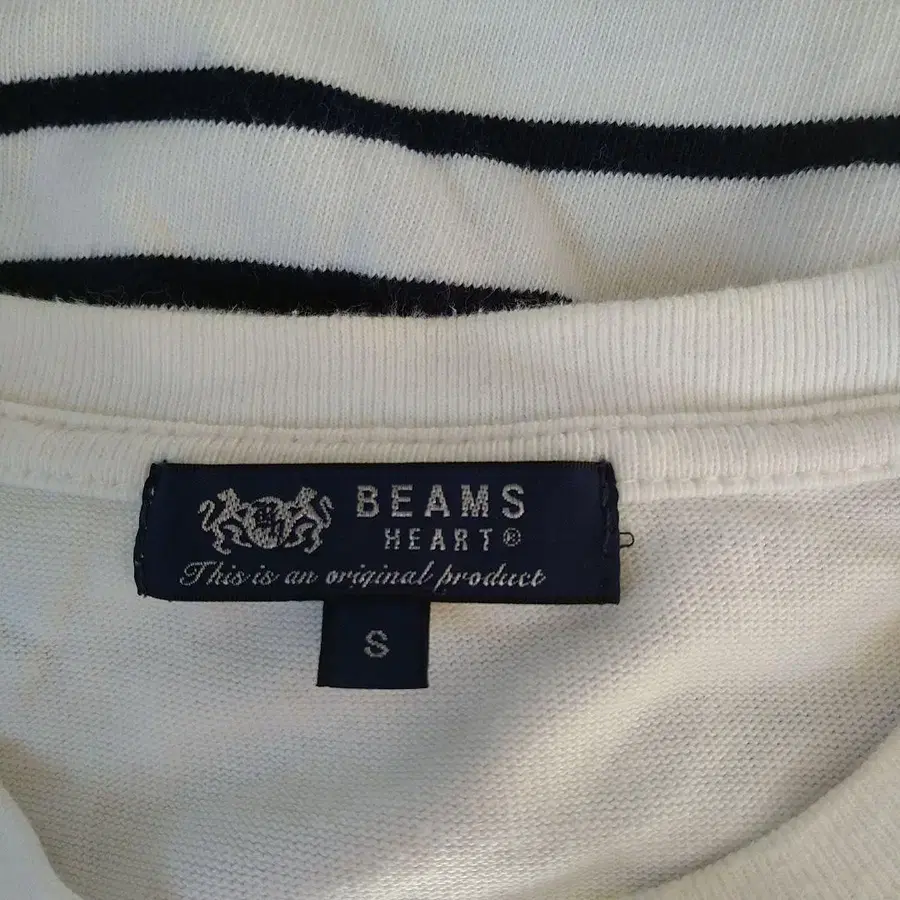 BEAMS
HEART®
This is an original product
S